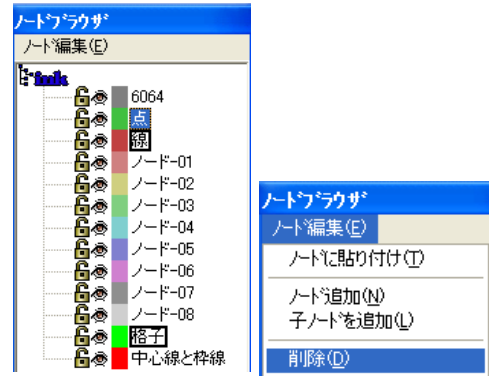 ノードブラウザ
ノード編集(E)
fmk
6064
点
線
ノード-01
ノード-02
ノード-03
ノード-04
ノード-05
ノード-06
ノード-07
ノード-08
格子
中心線と枠線
ノードブラウザ
ノード編集(E)
ノードに貼り付け(T)
ノード追加(N)
子ノードを追加(L)
削除(D)